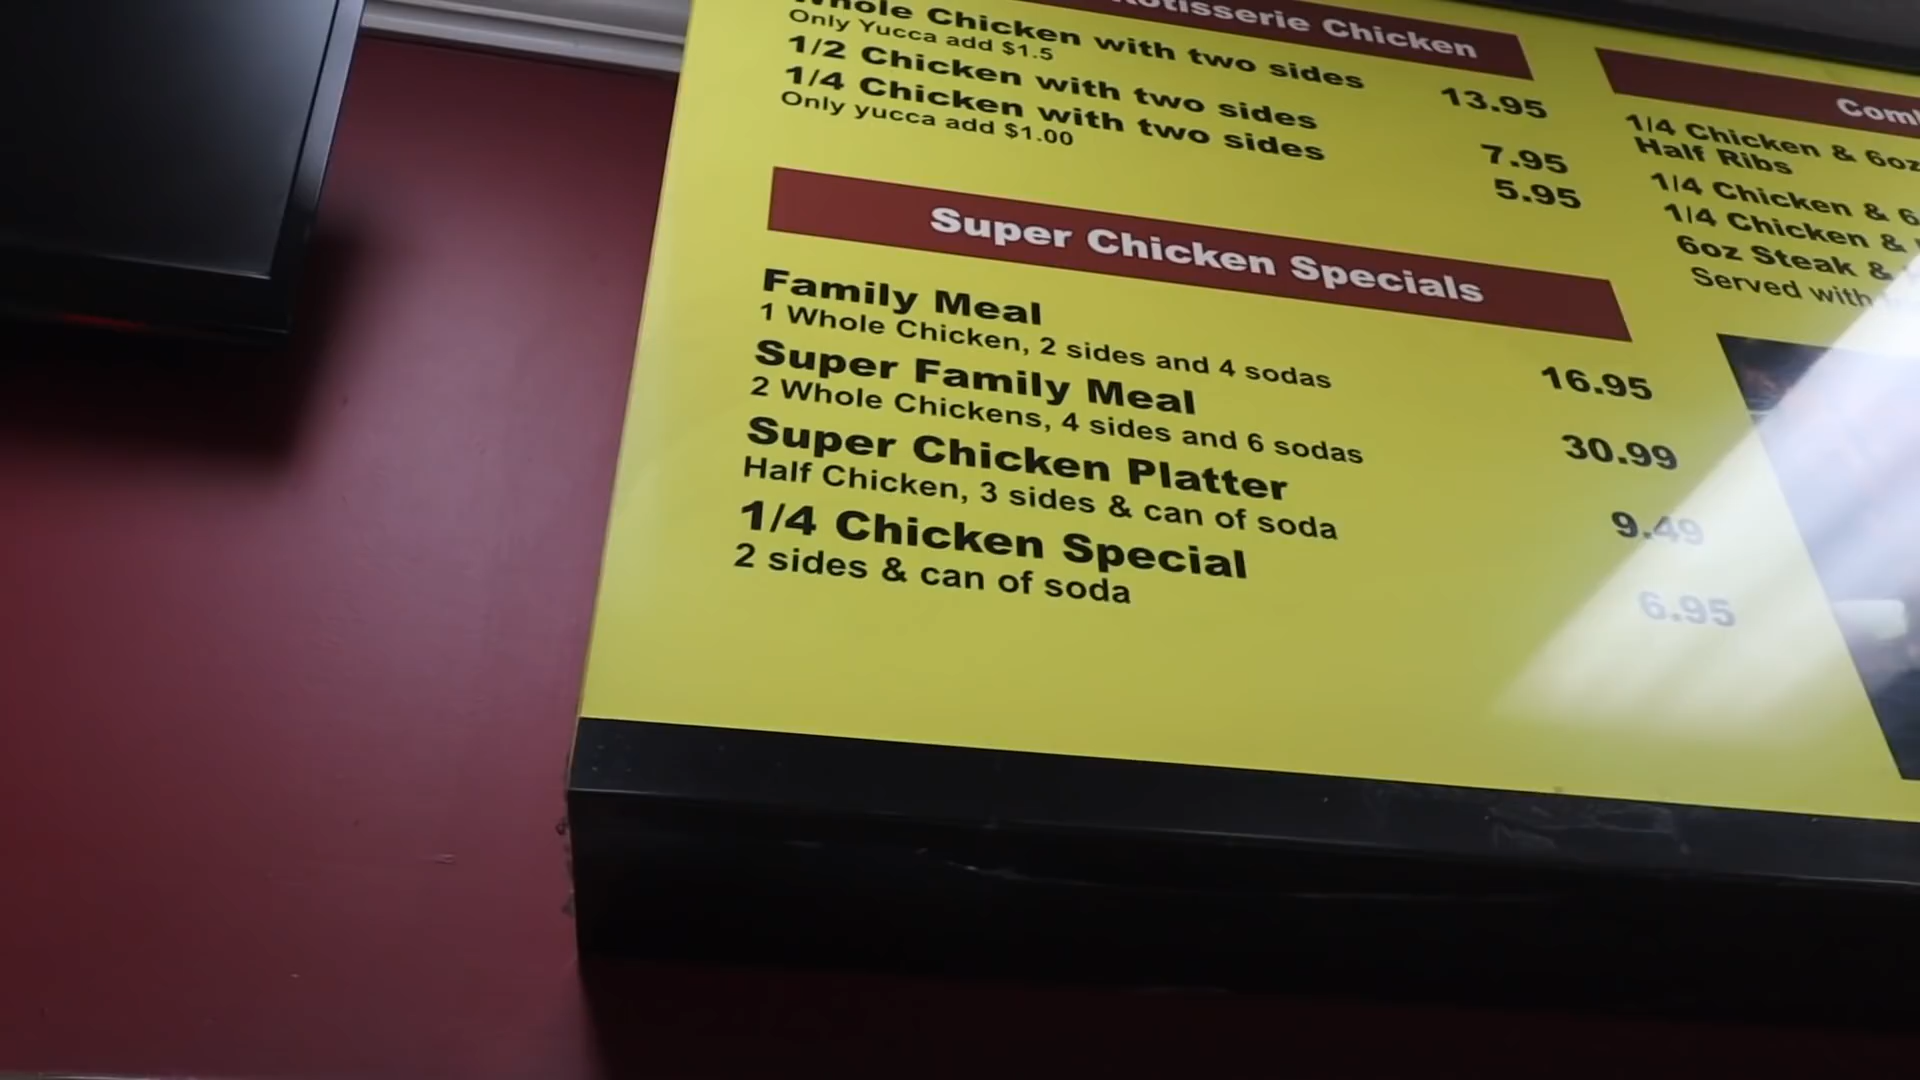 Rotisserie Chicken
Whole Chicken with two sides 13.95
Only Yucca add $1.5
1/2 Chicken with two sides 7.95
1/4 Chicken with two sides 5.95
Only yucca add $1.00
Super Chicken Specials
Family Meal 16.95
1 Whole Chicken, 2 sides and 4 sodas
Super Family Meal 30.99
2 Whole Chickens, 4 sides and 6 sodas
Super Chicken Platter 9.49
Half Chicken, 3 sides & can of soda
1/4 Chicken Special 6.95
2 sides & can of soda
1/4 Chicken & 6oz
Half Ribs
1/4 Chicken & 6
1/4 Chicken &
6oz Steak &
Served with